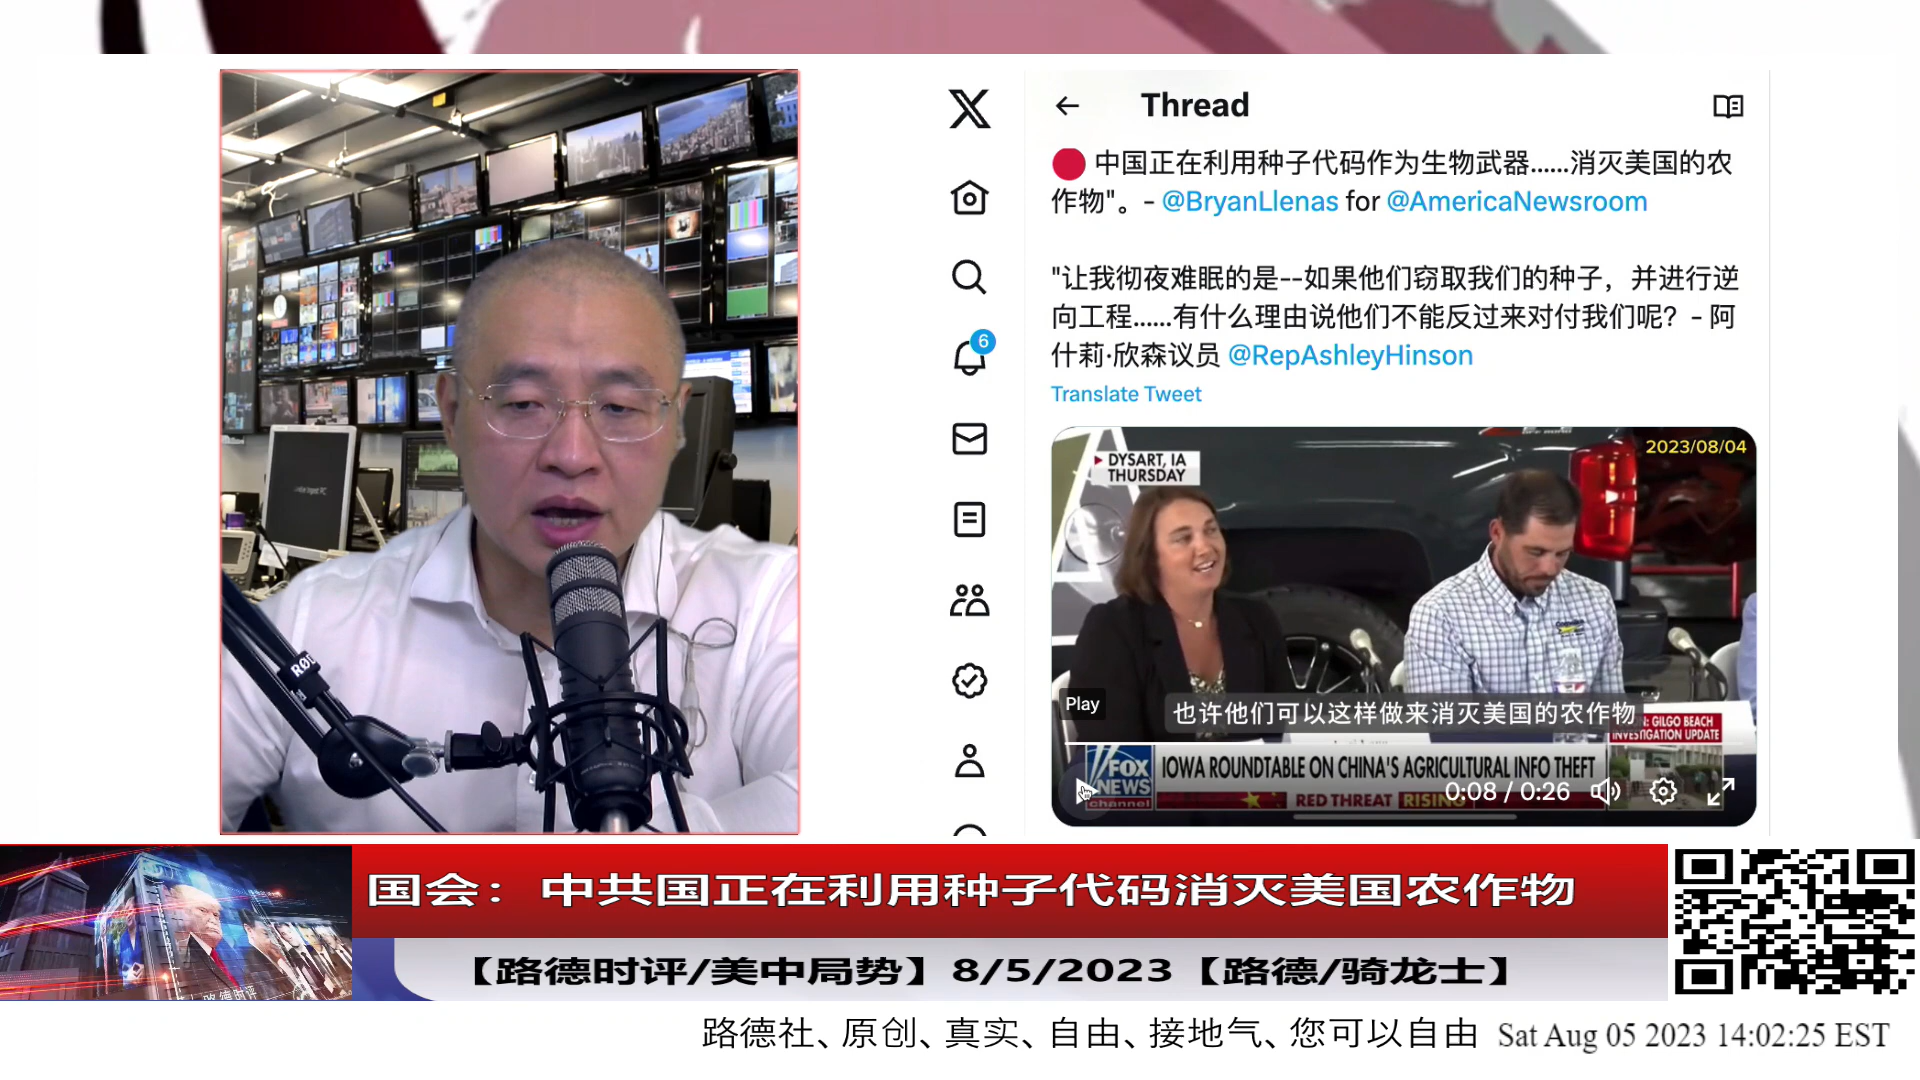 Thread
🔴 中国正在利用种子代码作为生物武器......消灭美国的农
作物"。- @BryanLlenas for @AmericaNewsroom
"让我彻夜难眠的是--如果他们窃取我们的种子，并进行逆
向工程......有什么理由说他们不能反过来对付我们呢？- 阿
什莉·欣森议员 @RepAshleyHinson
Translate Tweet
6
2023/08/04
DYSART, IA
THURSDAY
Play
也许他们可以这样做来消灭美国的农作物
N: GILGO BEACH
INVESTIGATION UPDATE
FOX
NEWS
channel
IOWA ROUNDTABLE ON CHINA'S AGRICULTURAL INFO THEFT
RED THREAT RISING
0:08 / 0:26
RØD
国会：中共国正在利用种子代码消灭美国农作物
【路德时评/美中局势】8/5/2023【路德/骑龙士】
路德社、原创、真实、自由、接地气、您可以自由
Sat Aug 05 2023 14:02:25 EST